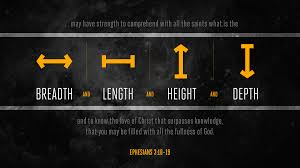 ... may have strength to comprehend with all the saints what is the
BREADTH AND LENGTH AND HEIGHT AND DEPTH
and to know the love of Christ that surpasses knowledge,
that you may be filled with all the fullness of God.
EPHESIANS 3:18-19